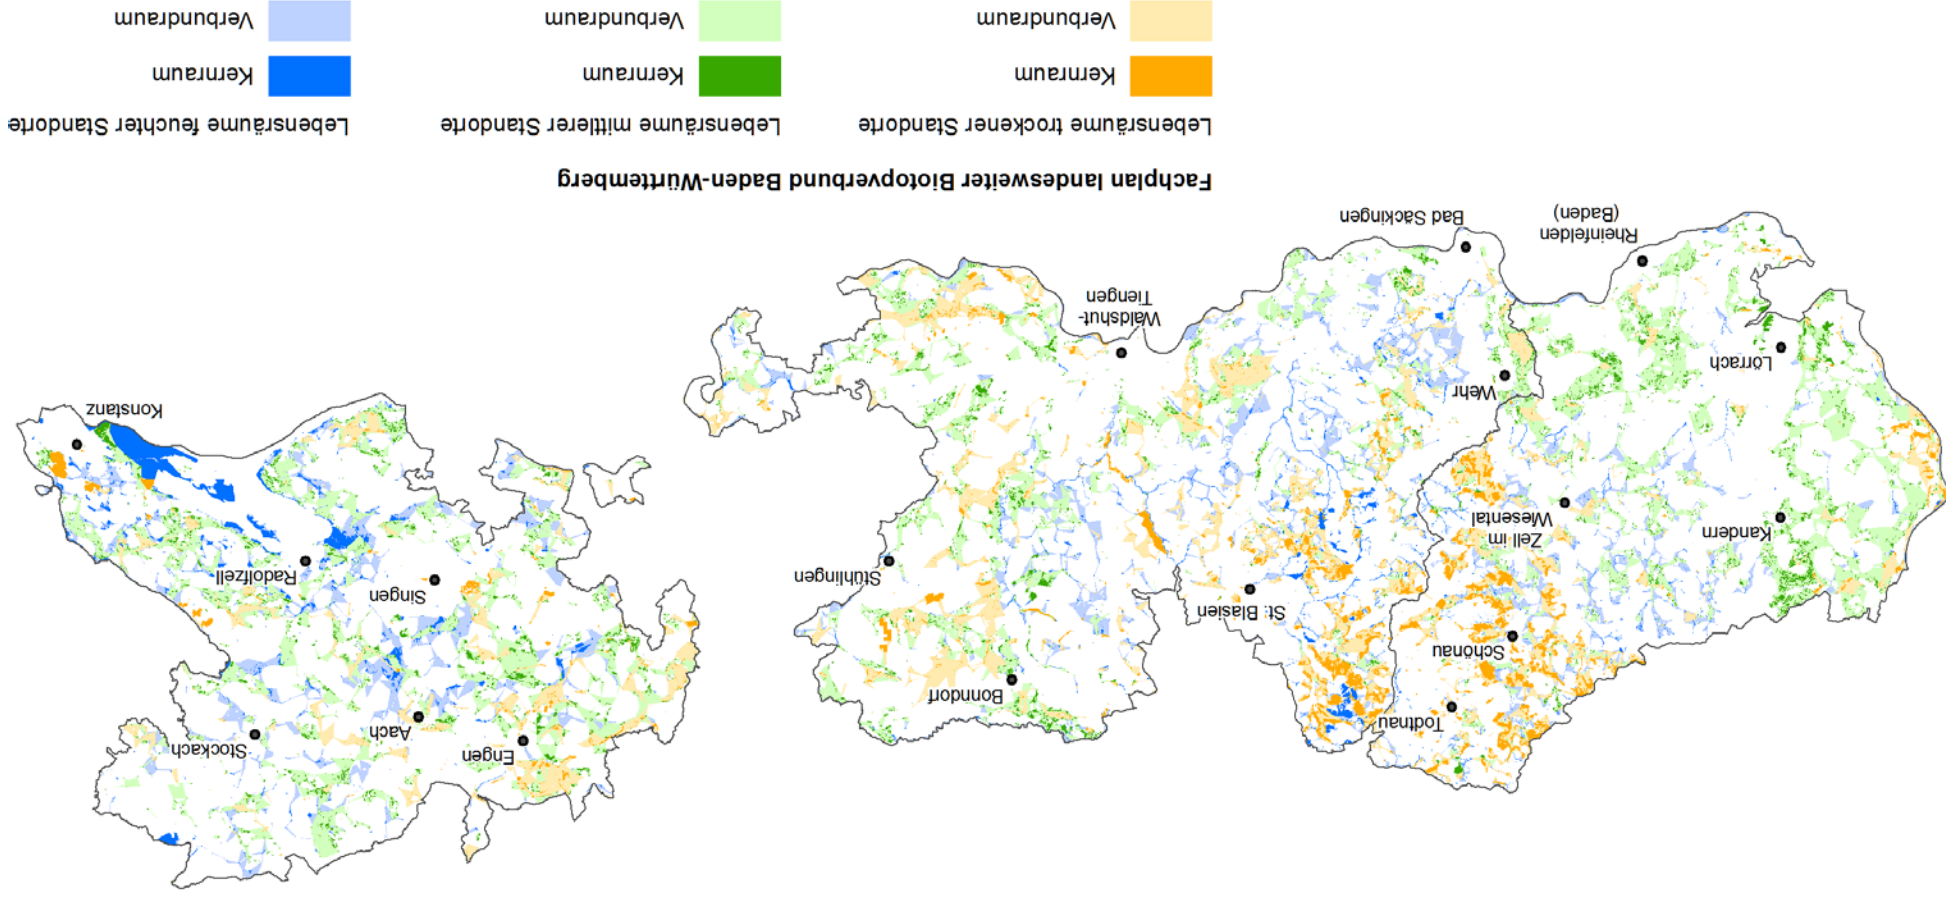 Engen
Stockach
Aach
Todtnau
Bonndorf
Schönau
St. Blasien
Singen
Stühlingen
Radolfzell
Zell im
Wiesental
Kandern
Konstanz
Wehr
Lörrach
Waldshut-
Tiengen
Rheinfelden
(Baden)
Bad Säckingen
Fachplan landesweiter Biotopverbund Baden-Württemberg
Lebensräume trockener Standorte
Kernraum
Verbundraum
Lebensräume mittlerer Standorte
Kernraum
Verbundraum
Lebensräume feuchter Standorte
Kernraum
Verbundraum